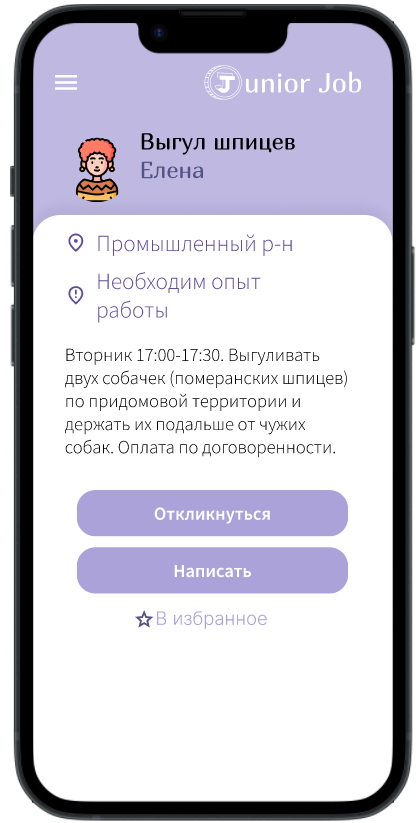 Junior Job
Выгул шпицев
Елена
Промышленный р-н
Необходим опыт
работы
Вторник 17:00-17:30. Выгуливать
двух собачек (померанских шпицев)
по придомовой территории и
держать их подальше от чужих
собак. Оплата по договоренности.
Откликнуться
Написать
В избранное